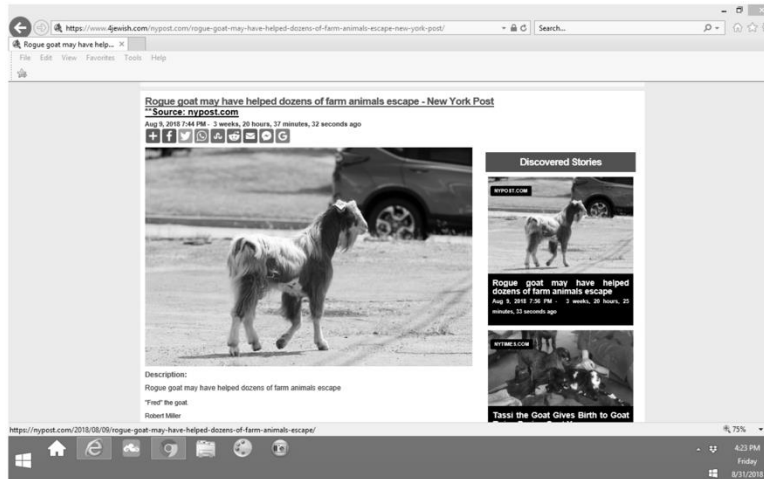 https://www.4jewish.com/nypost/rogue-goat-may-have-helped-dozens-of-farm-animals-escape-new-york-post/
Search...
Rogue goat may have help...
File Edit View Favorites Tools Help
Rogue goat may have helped dozens of farm animals escape - New York Post
**Source: nypost.com
Aug 9, 2018 7:44 PM - 3 weeks, 20 hours, 37 minutes, 32 seconds ago
Discovered Stories
NYPOST.COM
Rogue goat may have helped
dozens of farm animals escape
Aug 9, 2018 7:56 PM - 3 weeks, 20 hours, 25
minutes, 33 seconds ago
NYTIMES.COM
Tassi the Goat Gives Birth to Goat
Description:
Rogue goat may have helped dozens of farm animals escape
"Fred" the goat.
Robert Miller
https://nypost.com/2018/08/09/rogue-goat-may-have-helped-dozens-of-farm-animals-escape/
75%
4:23 PM
Friday
8/31/2018